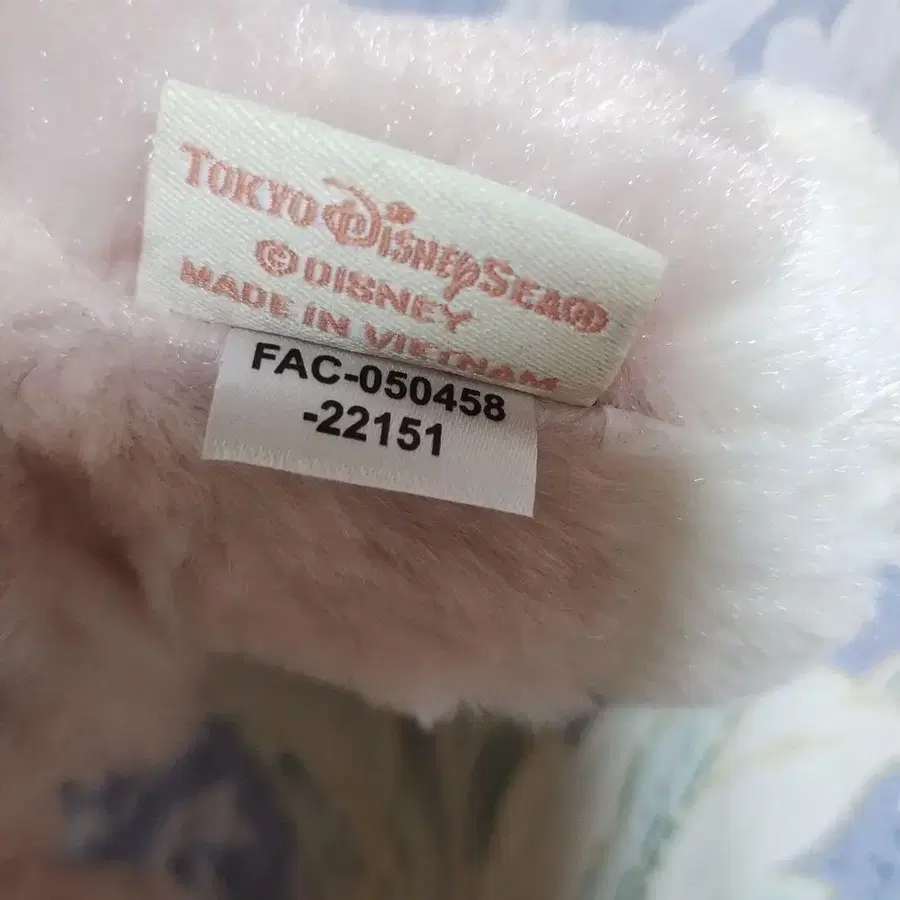 TOKYO DISNEYSEA®
© DISNEY
MADE IN VIETNAM
FAC-050458
-22151